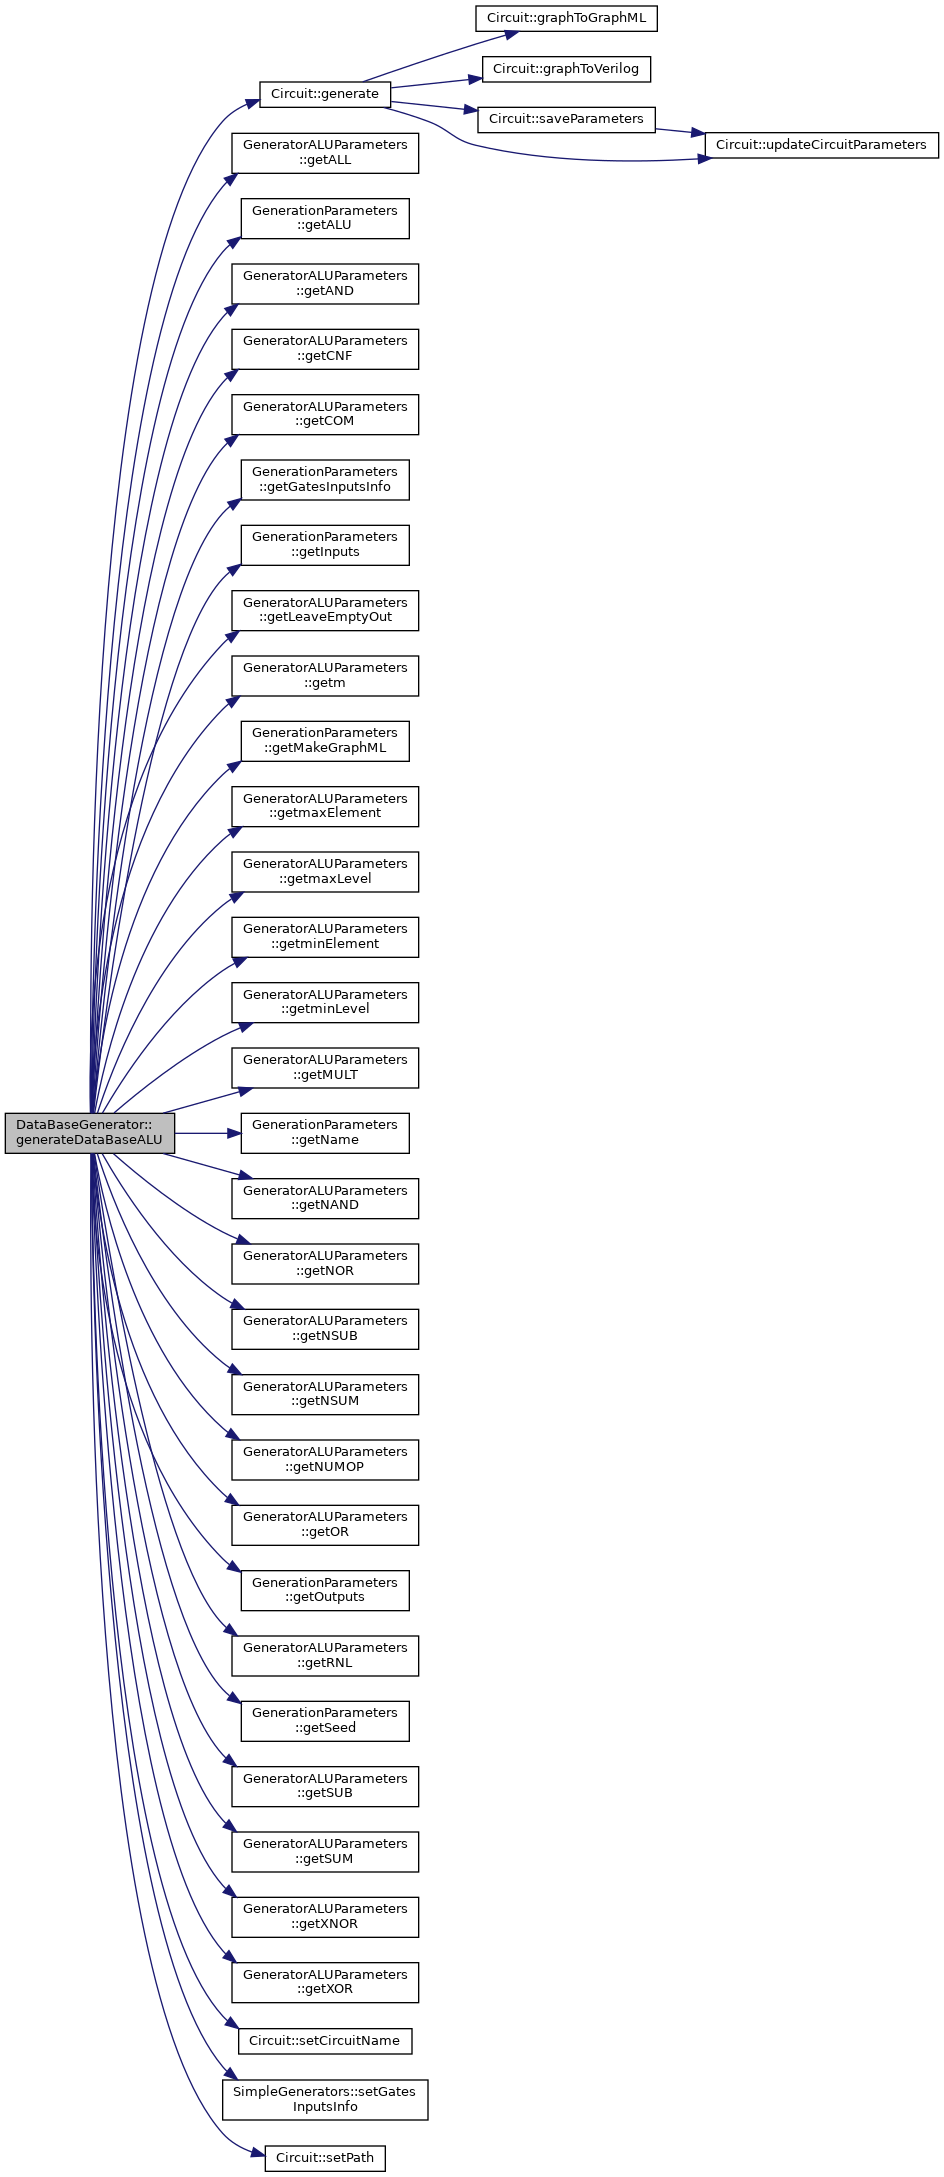 Circuit::graphToGraphML
Circuit::graphToVerilog
Circuit::generate
Circuit::saveParameters
Circuit::updateCircuitParameters
GeneratorALUParameters
::getALL
GenerationParameters
::getALU
GeneratorALUParameters
::getAND
GeneratorALUParameters
::getCNF
GeneratorALUParameters
::getCOM
GenerationParameters
::getGatesInputsInfo
GenerationParameters
::getInputs
GeneratorALUParameters
::getLeaveEmptyOut
GeneratorALUParameters
::getm
GenerationParameters
::getMakeGraphML
GeneratorALUParameters
::getmaxElement
GeneratorALUParameters
::getmaxLevel
GeneratorALUParameters
::getminElement
GeneratorALUParameters
::getminLevel
GeneratorALUParameters
::getMULT
DataBaseGenerator::
generateDataBaseALU
GenerationParameters
::getName
GeneratorALUParameters
::getNAND
GeneratorALUParameters
::getNOR
GeneratorALUParameters
::getNSUB
GeneratorALUParameters
::getNSUM
GeneratorALUParameters
::getNUMOP
GeneratorALUParameters
::getOR
GenerationParameters
::getOutputs
GeneratorALUParameters
::getRNL
GenerationParameters
::getSeed
GeneratorALUParameters
::getSUB
GeneratorALUParameters
::getSUM
GeneratorALUParameters
::getXNOR
GeneratorALUParameters
::getXOR
Circuit::setCircuitName
SimpleGenerators::setGates
InputsInfo
Circuit::setPath